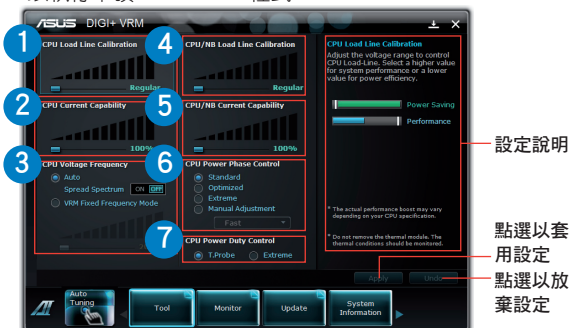 ASUS DIGI+ VRM
1
CPU Load Line Calibration
Regular
2
CPU Current Capability
100%
3
CPU Voltage Frequency
Auto
Spread Spectrum ON OFF
VRM Fixed Frequency Mode
4
CPU/NB Load Line Calibration
Regular
5
CPU/NB Current Capability
100%
6
CPU Power Phase Control
Standard
Optimized
Extreme
Manual Adjustment
Fast
7
CPU Power Duty Control
T.Probe Extreme
CPU Load Line Calibration
Adjust the voltage range to control
CPU Load-Line. Select a higher value
for system performance or a lower
value for power efficiency.
Power Saving
Performance
* The actual performance boost may vary
depending on your CPU specification.
* Do not remove the thermal module. The
thermal conditions should be monitored.
Apply Undo
設定說明
點選以套
用設定
點選以放
棄設定
Auto
Tuning
Tool
Monitor
Update
System
Information